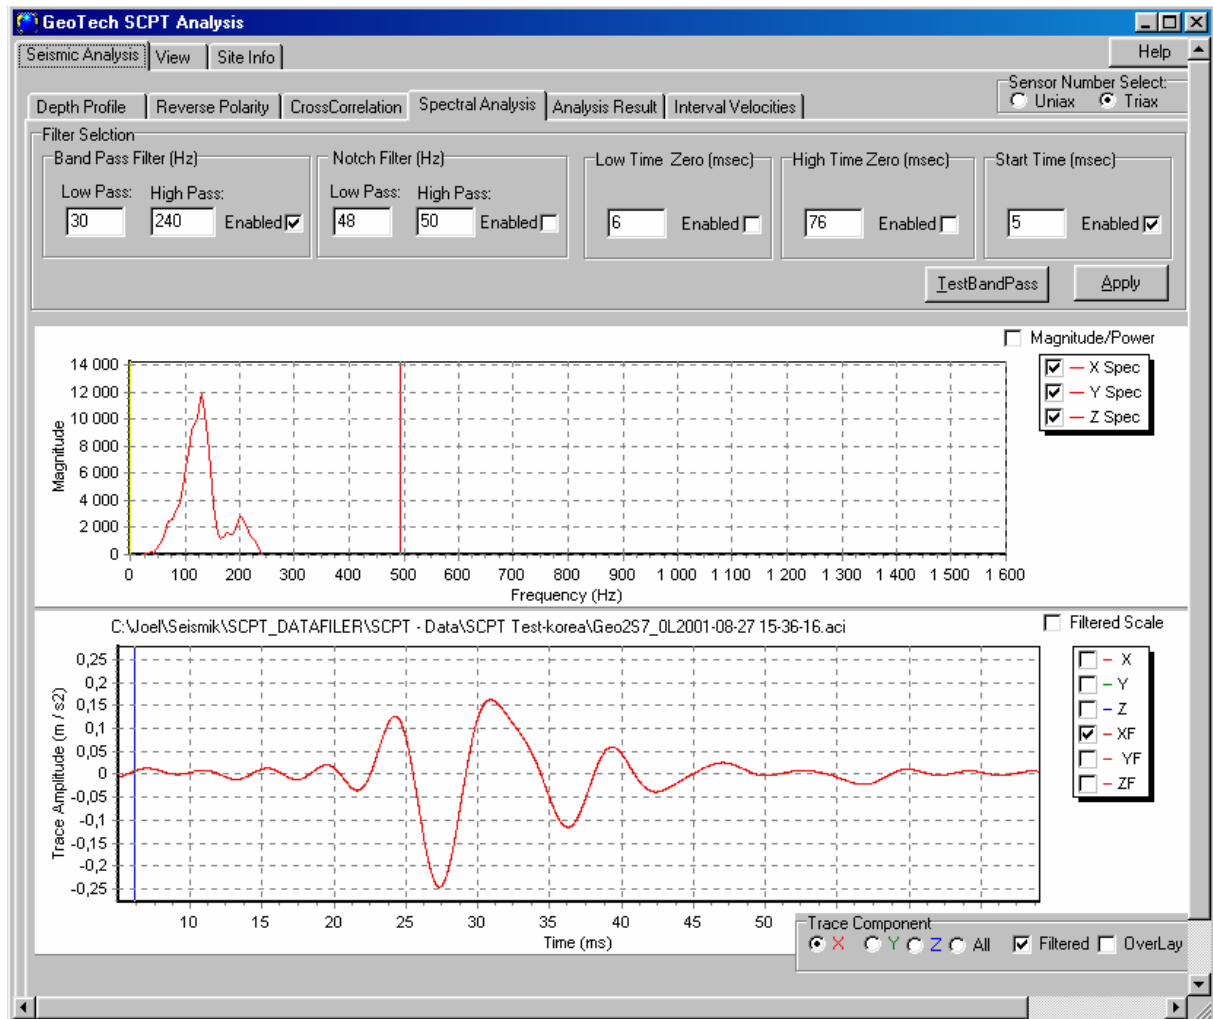 GeoTech SCPT Analysis
Seismic Analysis View Site Info Help
Sensor Number Select:
Uniax Triax
Depth Profile Reverse Polarity CrossCorrelation Spectral Analysis Analysis Result Interval Velocities
Filter Selction
Band Pass Filter (Hz) Notch Filter (Hz) Low Time Zero (msec) High Time Zero (msec) Start Time (msec)
Low Pass: High Pass: Low Pass: High Pass:
30 240 Enabled 48 50 Enabled 6 Enabled 76 Enabled 5 Enabled
TestBandPass Apply
Magnitude/Power
14 000
12 000
10 000
8 000
6 000
4 000
2 000
0
Magnitude
X Spec
Y Spec
Z Spec
0 100 200 300 400 500 600 700 800 900 1 000 1 100 1 200 1 300 1 400 1 500 1 600
Frequency (Hz)
C:\Joel\Seismik\SCPT_DATAFILER\SCPT - Data\SCPT Test-korea\Geo2S7_0L2001-08-27 15-36-16.aci
Filtered Scale
0,25
0,2
0,15
0,1
0,05
0
-0,05
-0,1
-0,15
-0,2
-0,25
Trace Amplitude (m / s2)
X
Y
Z
XF
YF
ZF
10 15 20 25 30 35 40 45 50
Time (ms)
Trace Component
X Y Z All Filtered OverLay